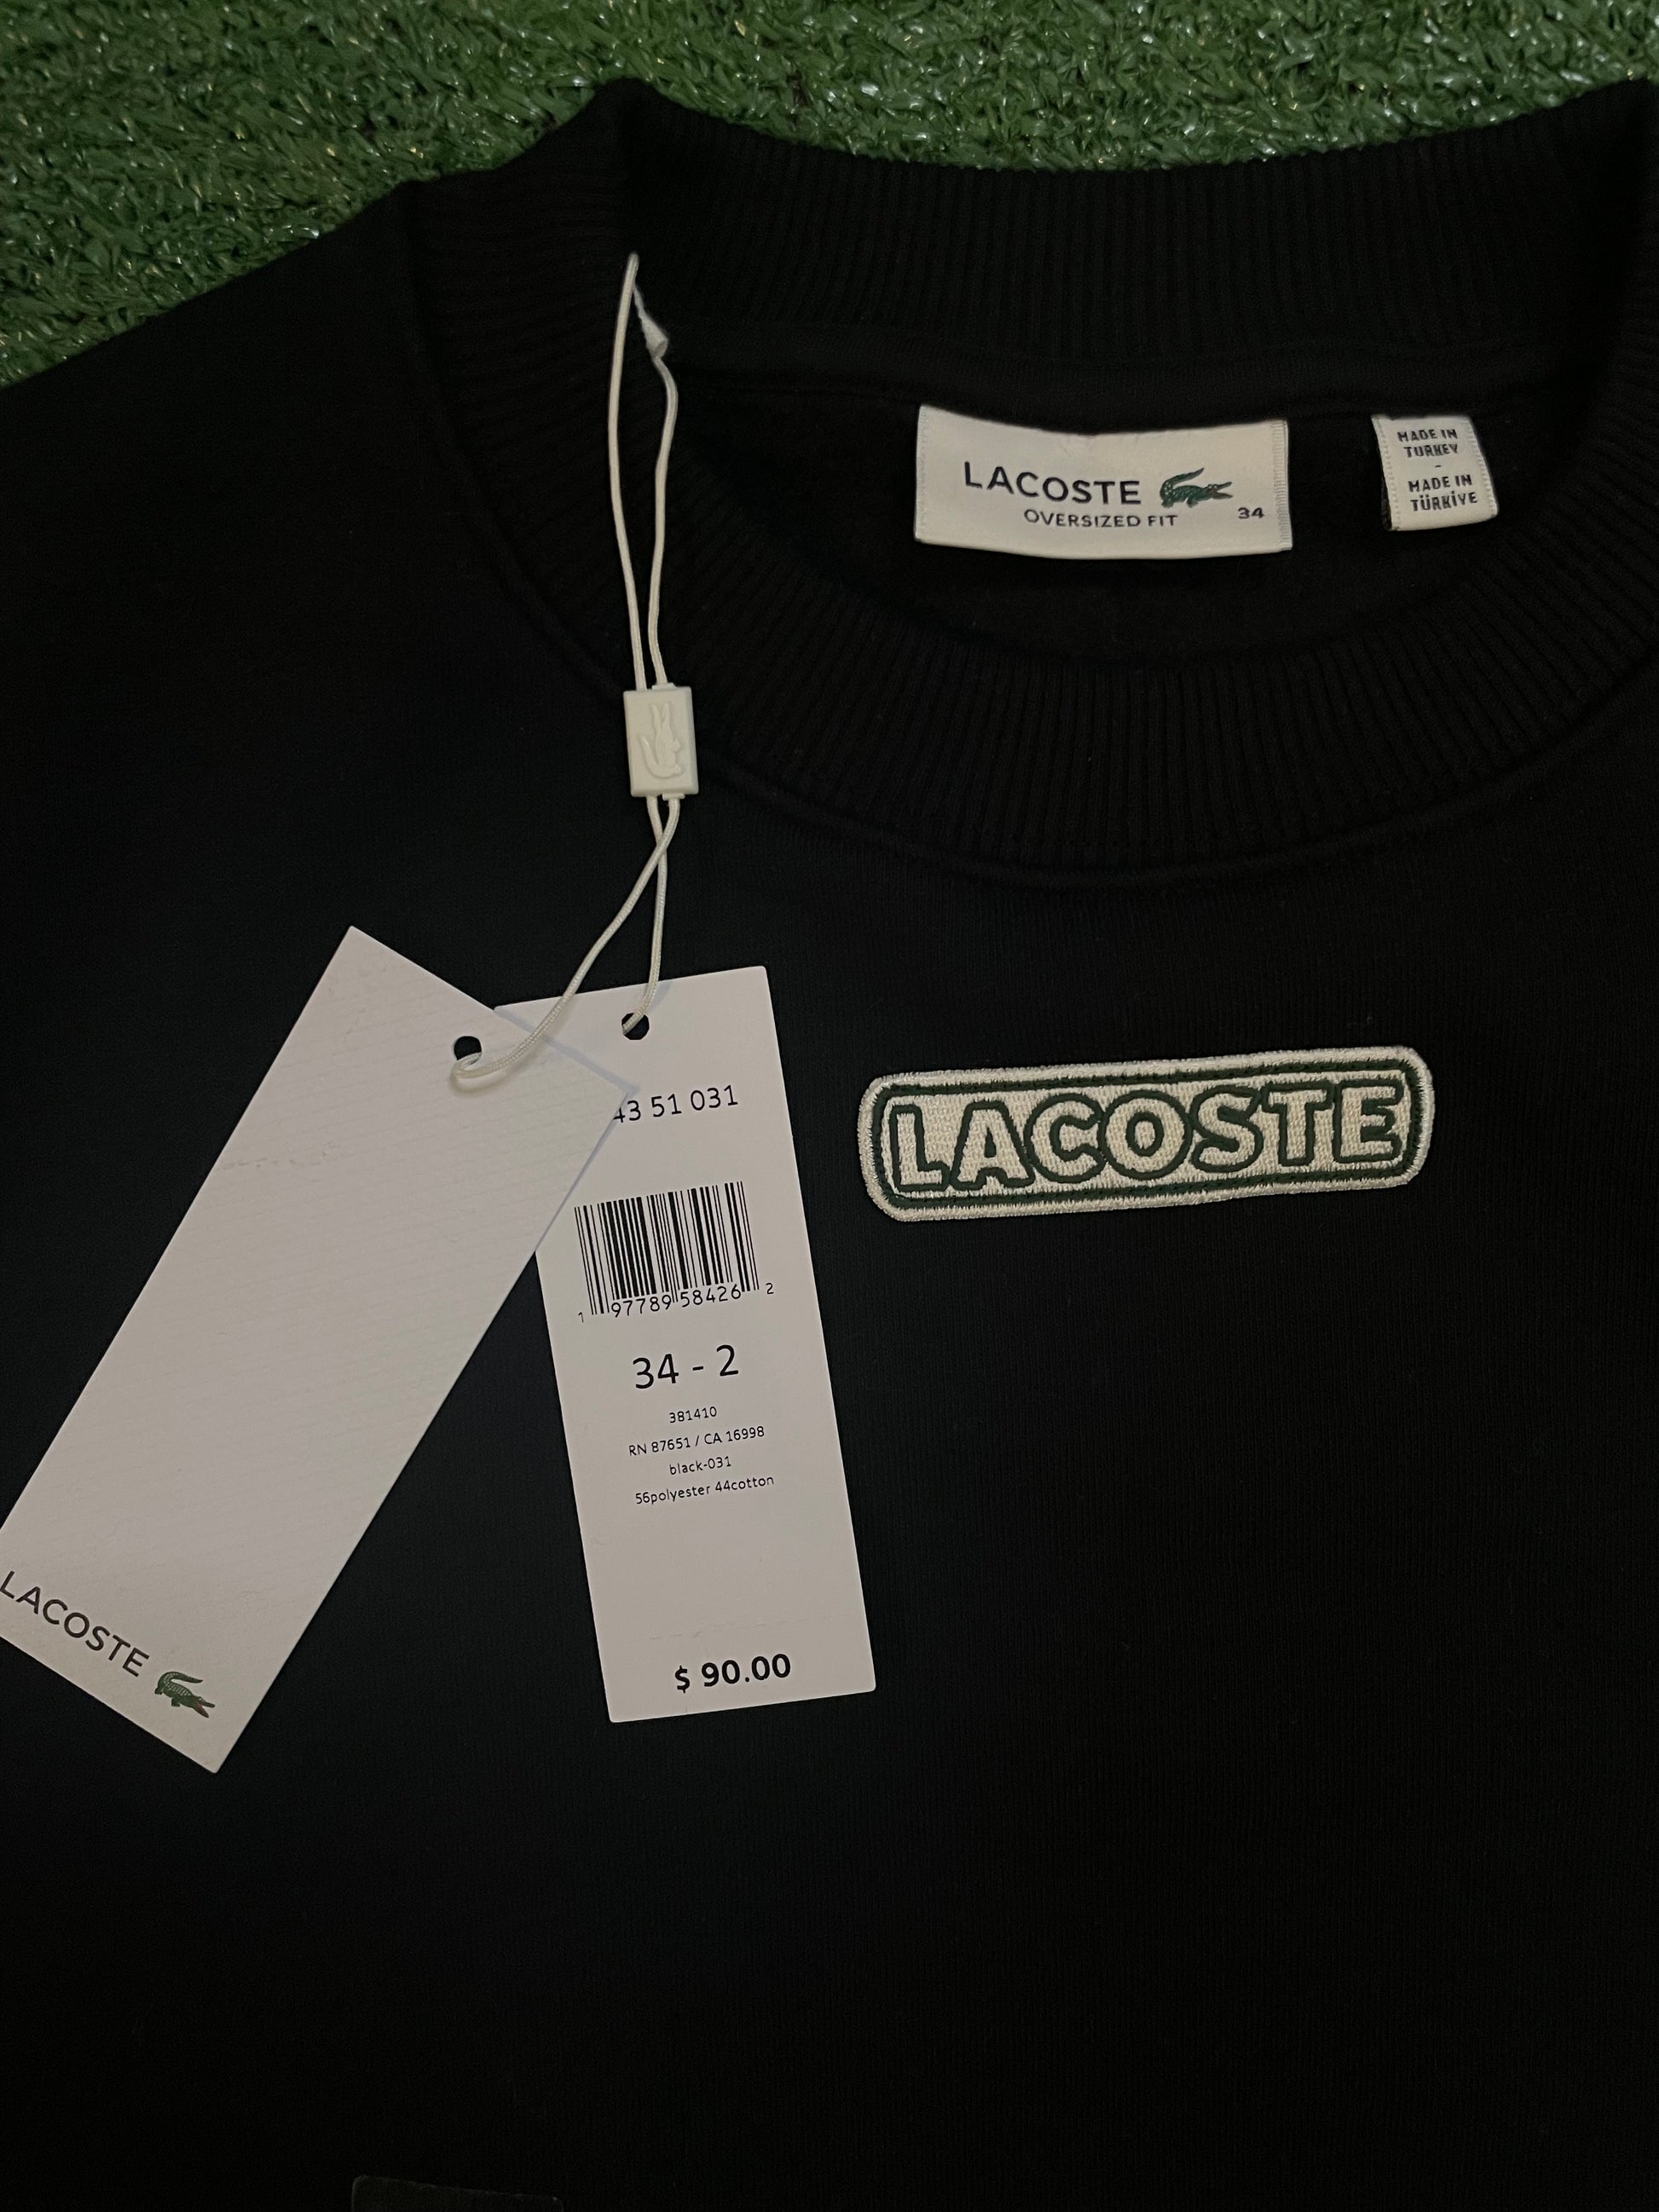 LACOSTE
OVERSIZED FIT 34
MADE IN
TURKEY
-
MADE IN
TÜRKİYE
LACOSTE
43 51 031
1 97789 58426 2
34 - 2
381410
RN 87651 / CA 16998
black-031
56polyester 44cotton
$ 90.00
LACOSTE